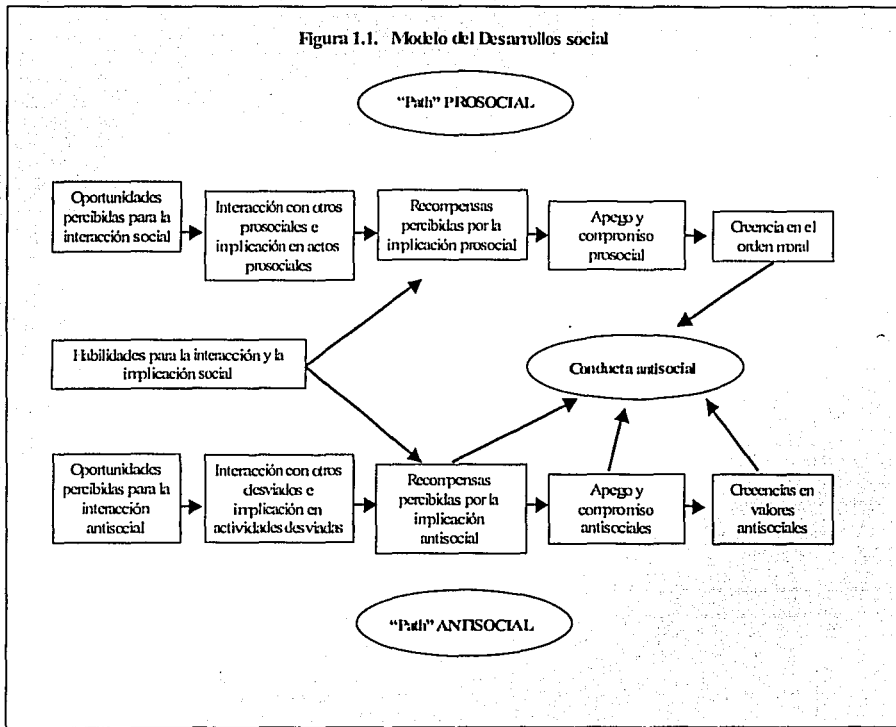 Figura 1.1. Modelo del Desarrollos social
"Path" PROSOCIAL
Oportunidades
percibidas para la
interacción social
Interacción con otros
prosociales e
implicación en actos
prosociales
Recompensas
percibidas por la
implicación prosocial
Apego y
compromiso
prosocial
Creencia en el
orden moral
Habilidades para la interacción y la
implicación social
Conducta antisocial
Oportunidades
percibidas para la
interacción
antisocial
Interacción con otros
desviados e
implicación en
actividades desviadas
Recompensas
percibidas por la
implicación
antisocial
Apego y
compromiso
antisociales
Creencias en
valores
antisociales
"Path" ANTISOCIAL